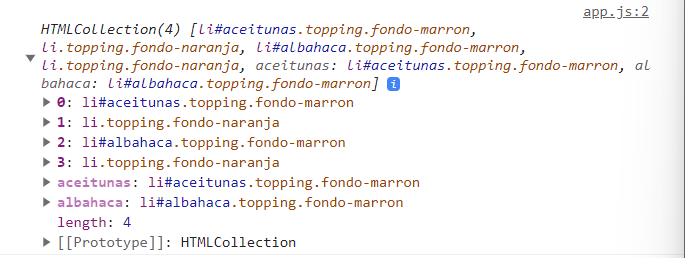 app.js:2
HTMLCollection(4) [li#aceitunas.topping.fondo-marron,
li.topping.fondo-naranja, li#albahaca.topping.fondo-marron,
li.topping.fondo-naranja, aceitunas: li#aceitunas.topping.fondo-marron, al
bahaca: li#albahaca.topping.fondo-marron] i
0: li#aceitunas.topping.fondo-marron
1: li.topping.fondo-naranja
2: li#albahaca.topping.fondo-marron
3: li.topping.fondo-naranja
aceitunas: li#aceitunas.topping.fondo-marron
albahaca: li#albahaca.topping.fondo-marron
length: 4
[[Prototype]]: HTMLCollection